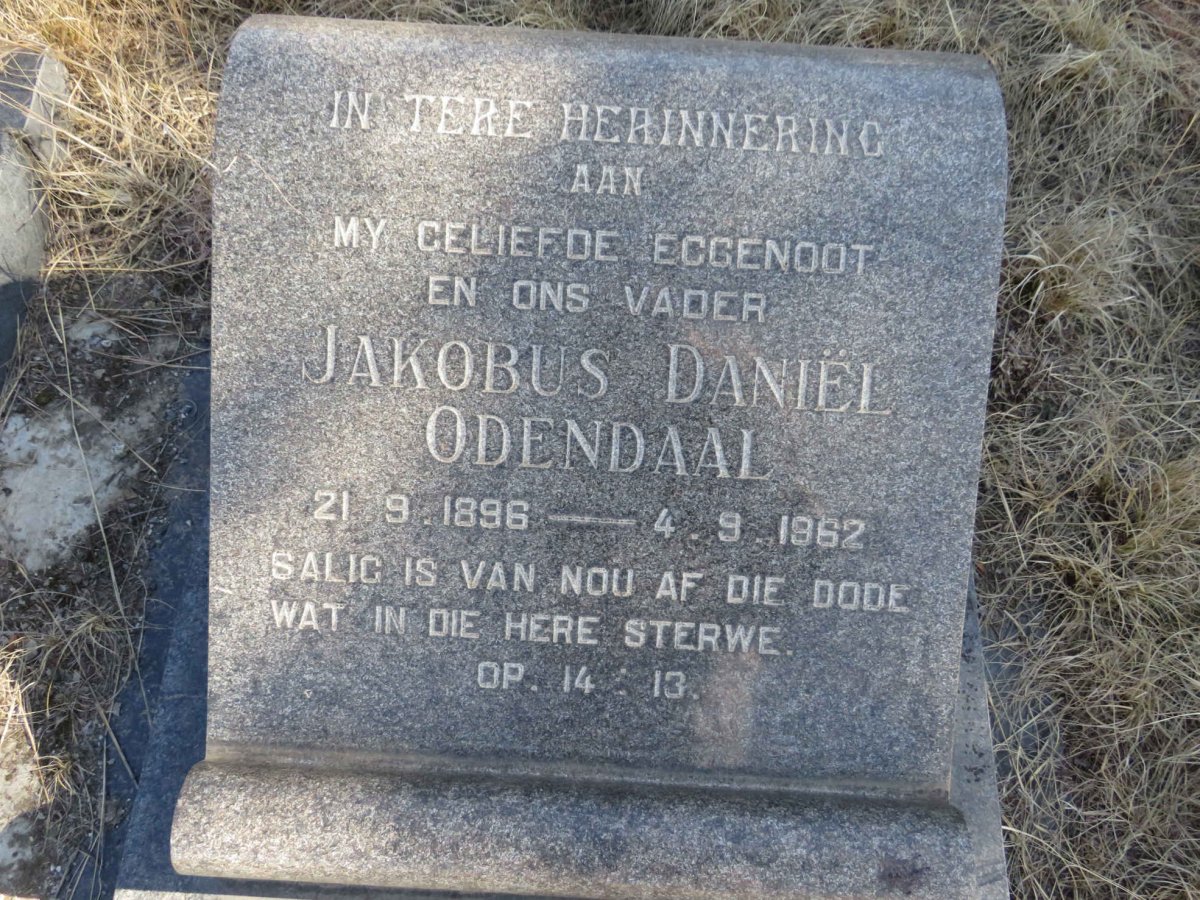 IN TERE HERINNERING
AAN
MY GELIEFDE EGGENOOT
EN ONS VADER
JAKOBUS DANIËL
ODENDAAL
21.9.1896 — 4.9.1962
SALIG IS VAN NOU AF DIE DODE
WAT IN DIE HERE STERWE.
OP. 14:13.